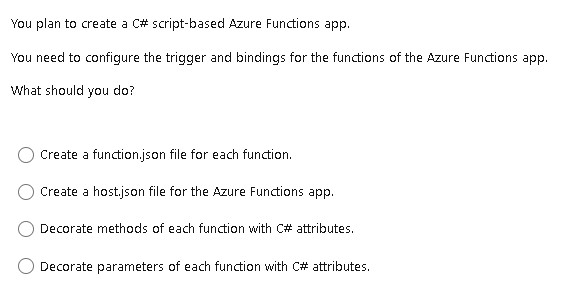 You plan to create a C# script-based Azure Functions app.
You need to configure the trigger and bindings for the functions of the Azure Functions app.
What should you do?
Create a function.json file for each function.
Create a host.json file for the Azure Functions app.
Decorate methods of each function with C# attributes.
Decorate parameters of each function with C# attributes.